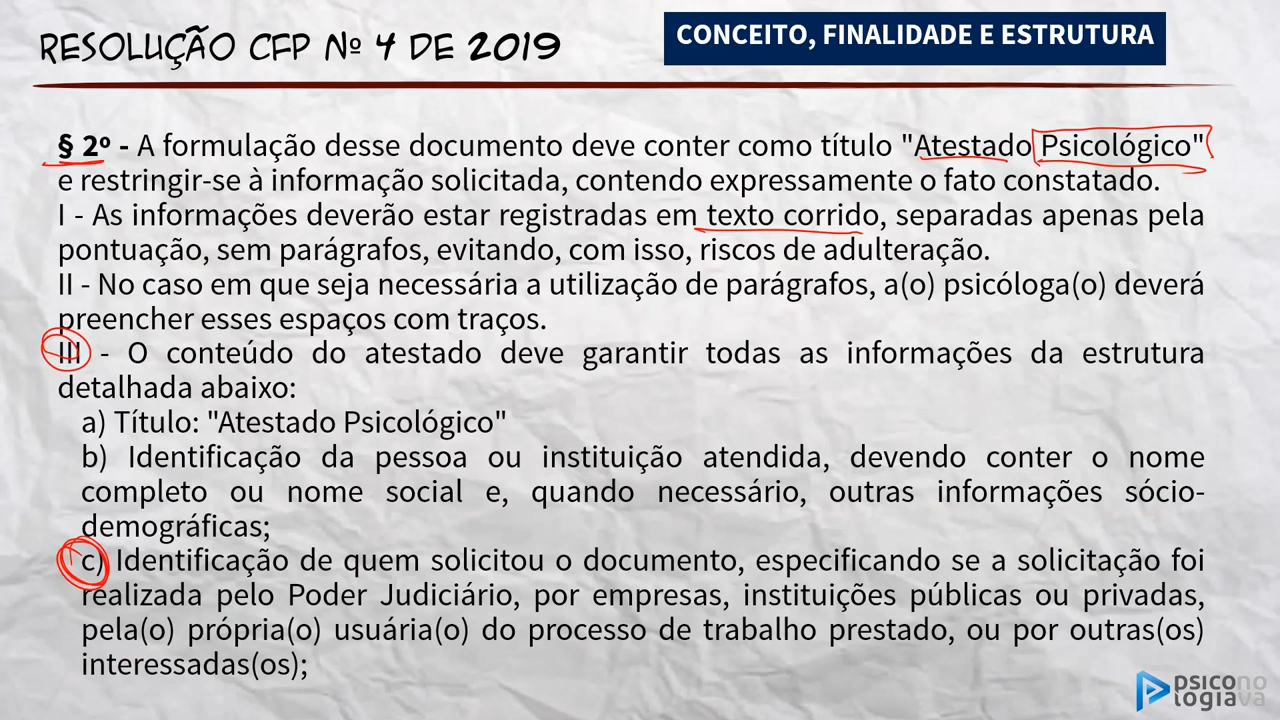 RESOLUÇÃO CFP Nº 4 DE 2019
CONCEITO, FINALIDADE E ESTRUTURA
§ 2º - A formulação desse documento deve conter como título "Atestado Psicológico"
e restringir-se à informação solicitada, contendo expressamente o fato constatado.
I - As informações deverão estar registradas em texto corrido, separadas apenas pela
pontuação, sem parágrafos, evitando, com isso, riscos de adulteração.
II - No caso em que seja necessária a utilização de parágrafos, a(o) psicóloga(o) deverá
preencher esses espaços com traços.
III - O conteúdo do atestado deve garantir todas as informações da estrutura
detalhada abaixo:
a) Título: "Atestado Psicológico"
b) Identificação da pessoa ou instituição atendida, devendo conter o nome
completo ou nome social e, quando necessário, outras informações sócio-
demográficas;
c) Identificação de quem solicitou o documento, especificando se a solicitação foi
realizada pelo Poder Judiciário, por empresas, instituições públicas ou privadas,
pela(o) própria(o) usuária(o) do processo de trabalho prestado, ou por outras(os)
interessadas(os);
psicono
logiava